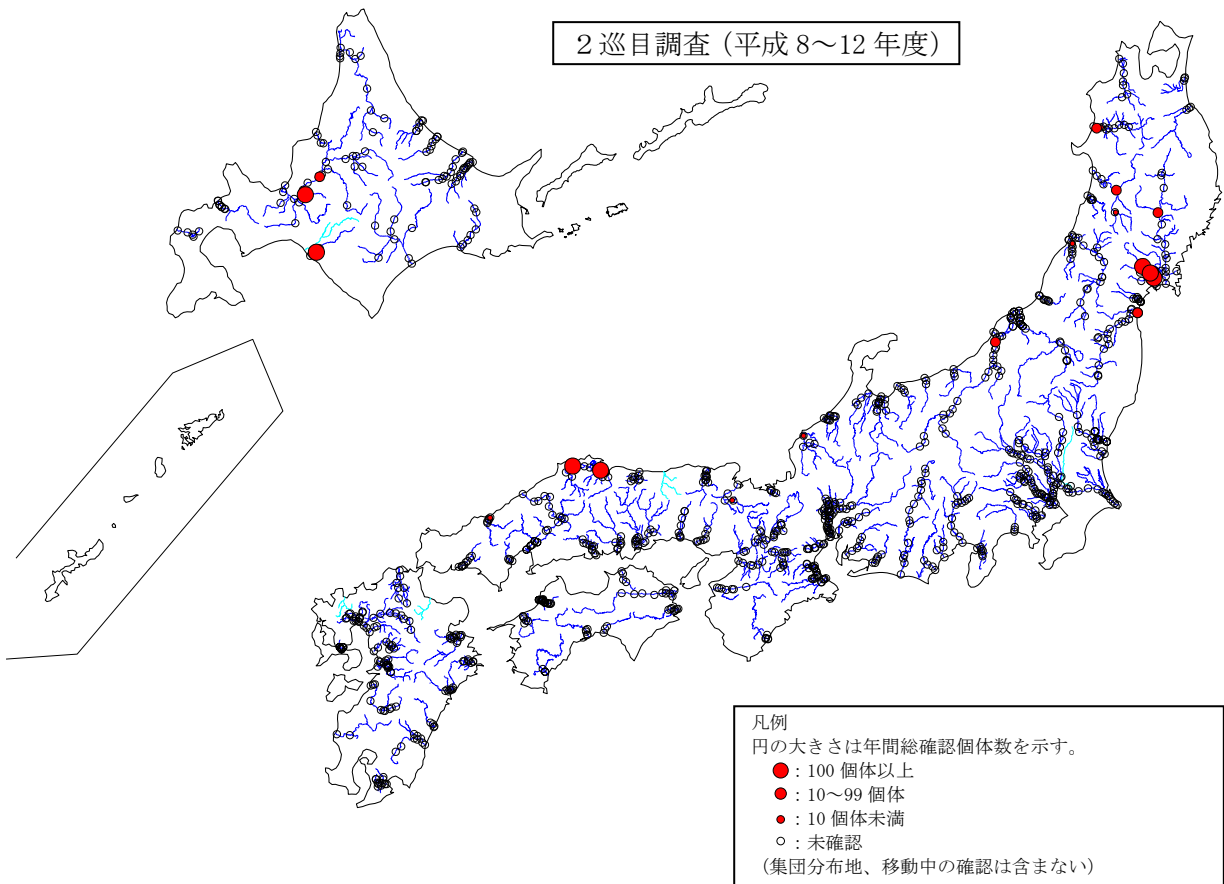 ２巡目調査（平成 8～12 年度）
凡例
円の大きさは年間総確認個体数を示す。
：100 個体以上
：10～99 個体
：10 個体未満
：未確認
（集団分布地、移動中の確認は含まない）